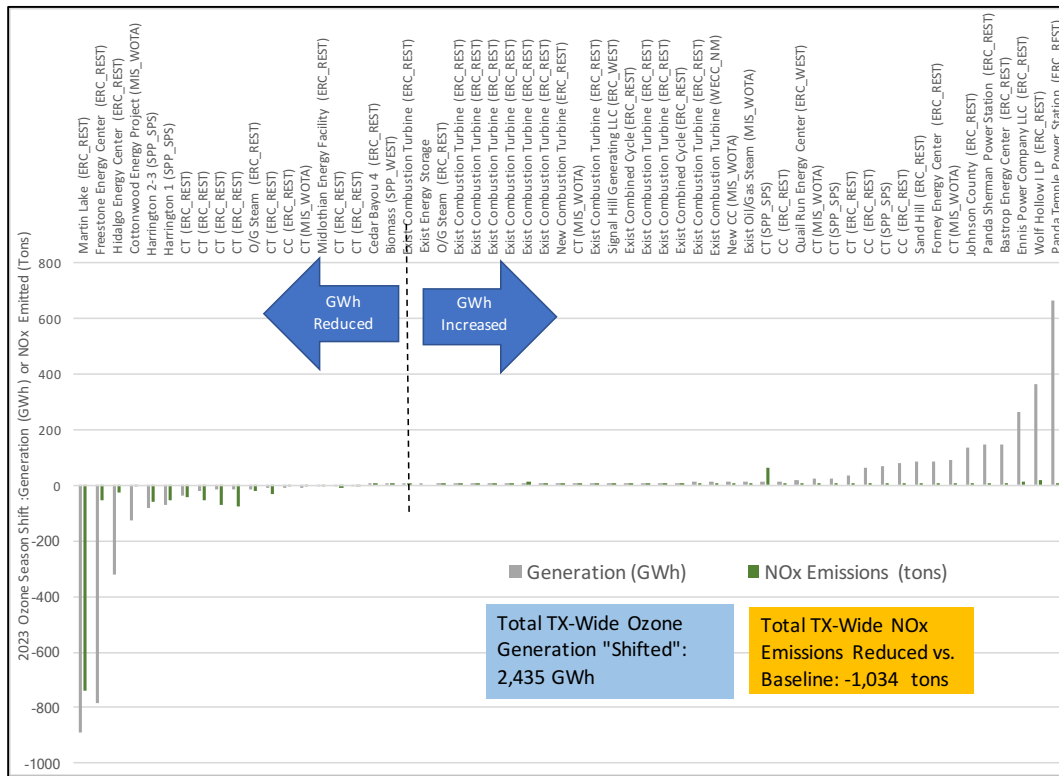 Martin Lake (ERC_REST)
Freestone Energy Center (ERC_REST)
Hidalgo Energy Center (ERC_REST)
Cottonwood Energy Project (MIS_WOTA)
Harrington 2-3 (SPP_SPS)
Harrington 1 (SPP_SPS)
CT (ERC_REST)
CT (ERC_REST)
CT (ERC_REST)
CT (ERC_REST)
O/G Steam (ERC_REST)
CT (ERC_REST)
CC (ERC_REST)
CT (MIS_WOTA)
Midlothian Energy Facility (ERC_REST)
CT (ERC_REST)
CT (ERC_REST)
Cedar Bayou 4 (ERC_REST)
Biomass (SPP_WEST)
Exist Combustion Turbine (ERC_REST)
Exist Energy Storage
O/G Steam (ERC_REST)
Exist Combustion Turbine (ERC_REST)
Exist Combustion Turbine (ERC_REST)
Exist Combustion Turbine (ERC_REST)
Exist Combustion Turbine (ERC_REST)
Exist Combustion Turbine (ERC_REST)
Exist Combustion Turbine (ERC_REST)
New Combustion Turbine (ERC_REST)
CT (MIS_WOTA)
Exist Combustion Turbine (ERC_REST)
Signal Hill Generating LLC (ERC_WEST)
Exist Combined Cycle (ERC_REST)
Exist Combustion Turbine (ERC_REST)
Exist Combustion Turbine (ERC_REST)
Exist Combined Cycle (ERC_REST)
Exist Combustion Turbine (ERC_REST)
Exist Combustion Turbine (WECC_NM)
New CC (MIS_WOTA)
Exist Oil/Gas Steam (MIS_WOTA)
CT (SPP_SPS)
CC (ERC_REST)
Quail Run Energy Center (ERC_WEST)
CT (MIS_WOTA)
CT (SPP_SPS)
CT (ERC_REST)
CC (ERC_REST)
CT (SPP_SPS)
CC (ERC_REST)
Sand Hill (ERC_REST)
Forney Energy Center (ERC_REST)
CT (MIS_WOTA)
Johnson County (ERC_REST)
Panda Sherman Power Station (ERC_REST)
Bastrop Energy Center (ERC_REST)
Ennis Power Company LLC (ERC_REST)
Wolf Hollow I LP (ERC_REST)
Panda Temple Power Station (ERC_REST)
2023 Ozone Season Shift :Generation (GWh) or NOx Emitted (Tons)
800
600
400
200
0
-200
-400
-600
-800
-1000
GWh
Reduced
GWh
Increased
Generation (GWh)
NOx Emissions (tons)
Total TX-Wide Ozone
Generation "Shifted":
2,435 GWh
Total TX-Wide NOx
Emissions Reduced vs.
Baseline: -1,034 tons